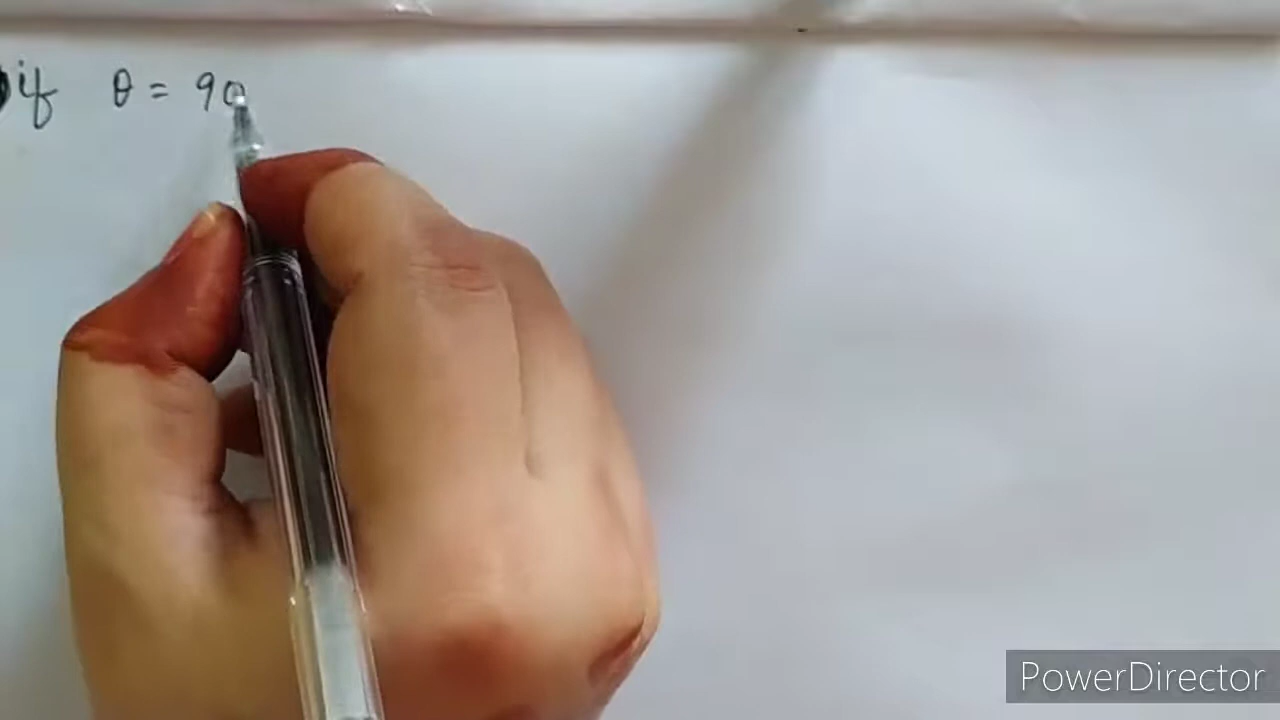 if θ = 90
PowerDirector